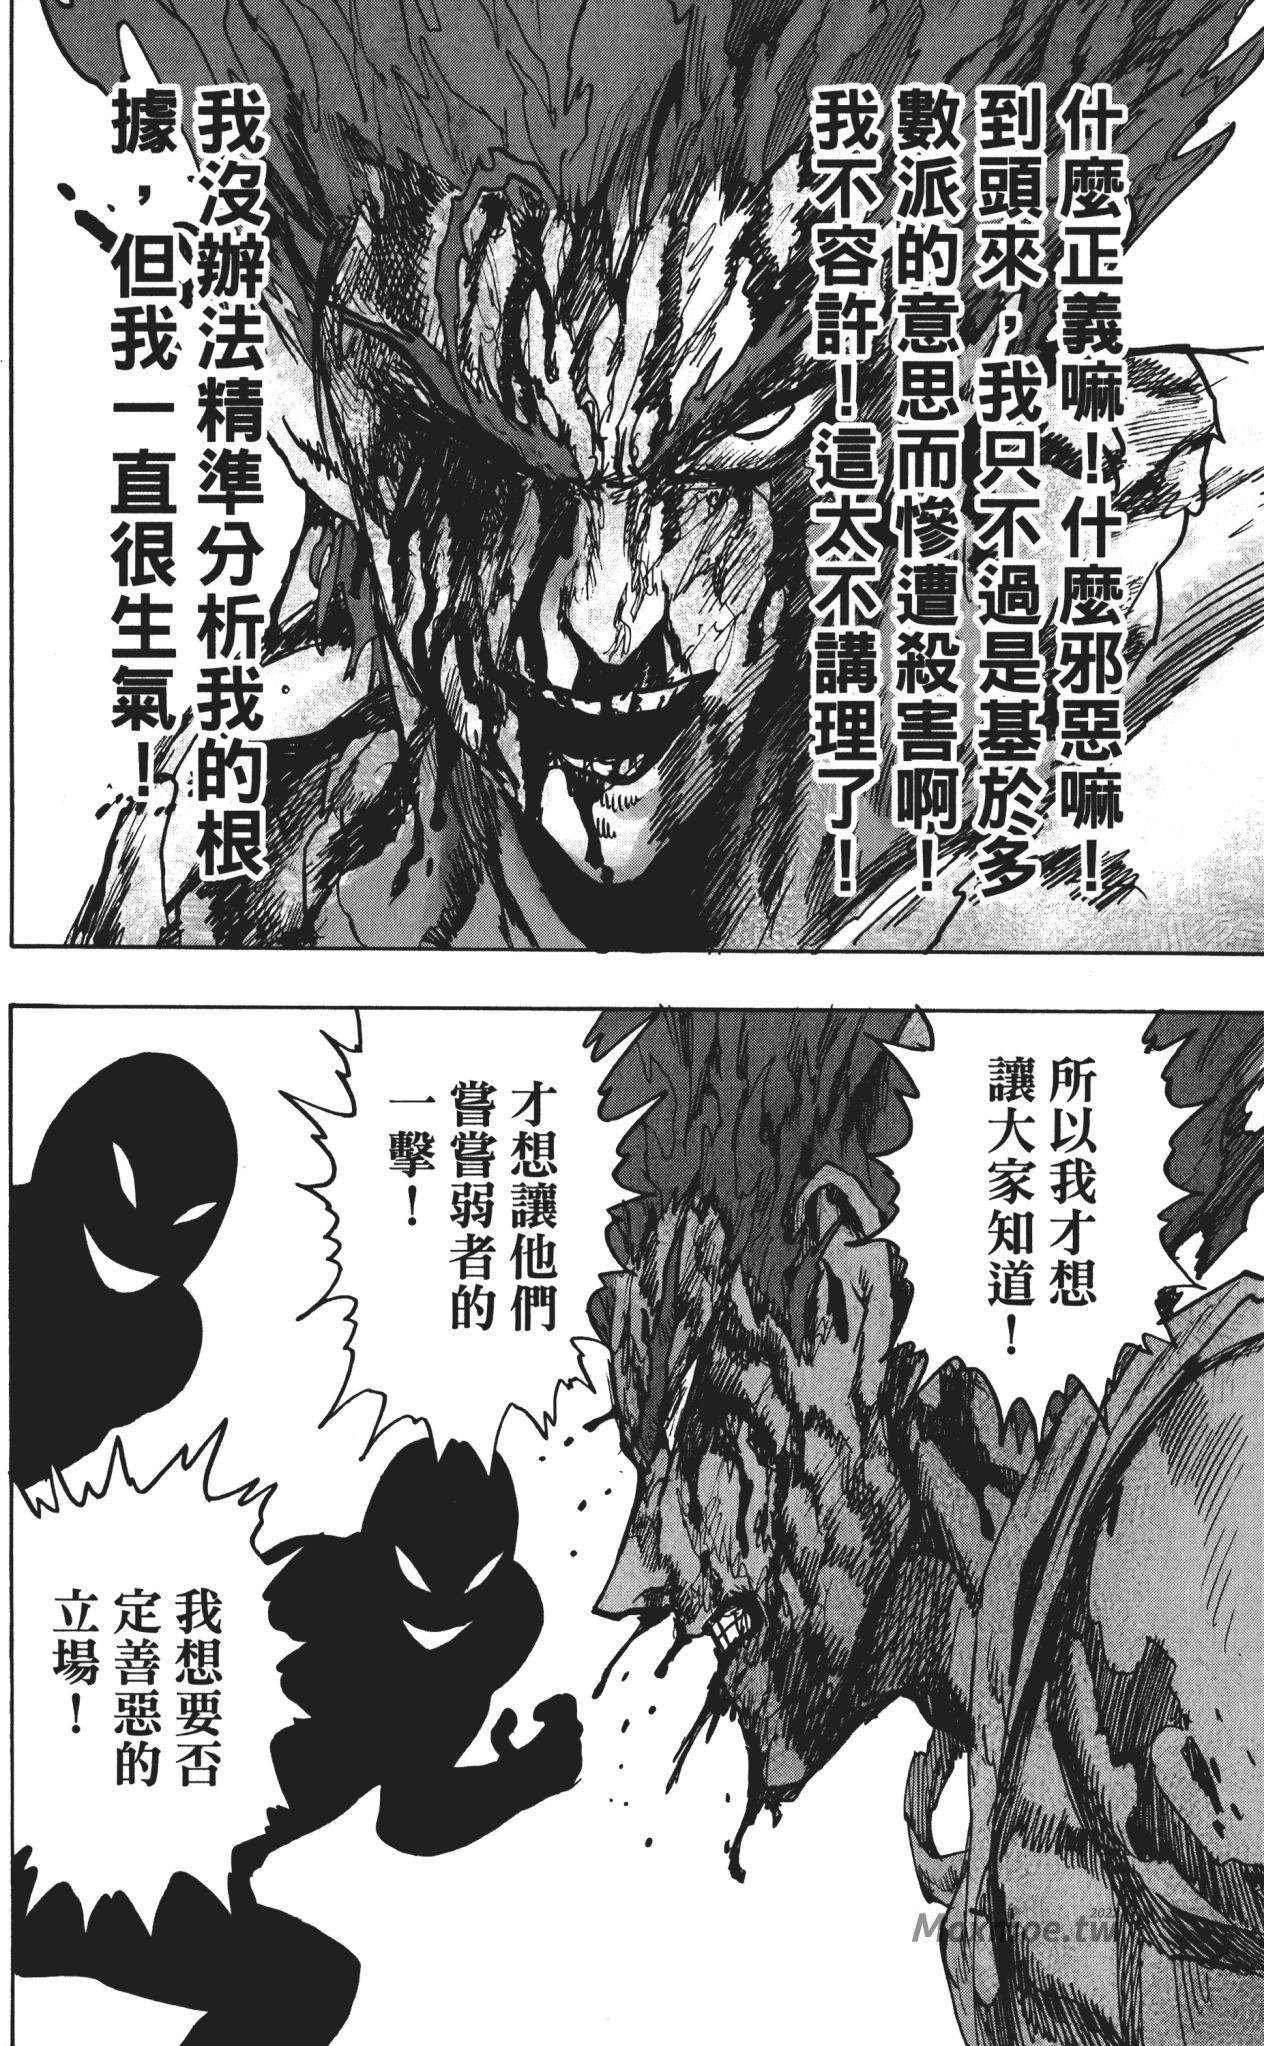 什麼正義嘛！什麼邪惡嘛！
到頭來，我只不過是基於多
數派的意思而慘遭殺害啊！
我不容許！這太不講理了！
我沒辦法精準分析我的根
據，但我一直很生氣！
所以我才想
讓大家知道！
才想讓他們
嘗嘗弱者的
一擊！
我想要否
定善惡的
立場！
Moxmoe.tw